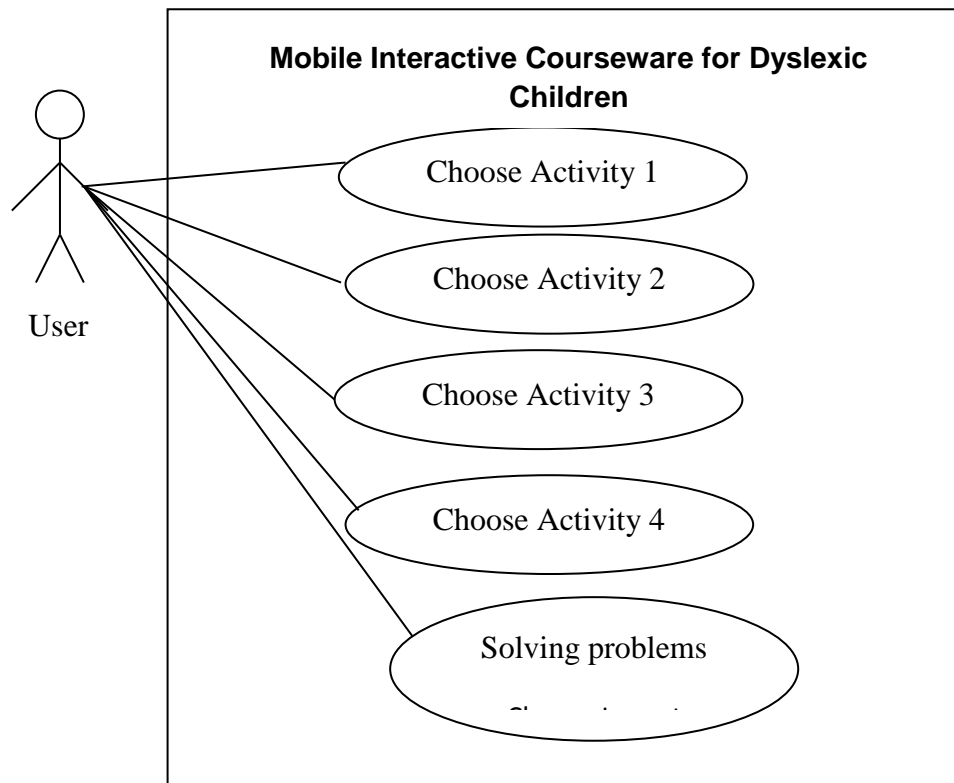 Mobile Interactive Courseware for Dyslexic
Children
Choose Activity 1
Choose Activity 2
User
Choose Activity 3
Choose Activity 4
Solving problems